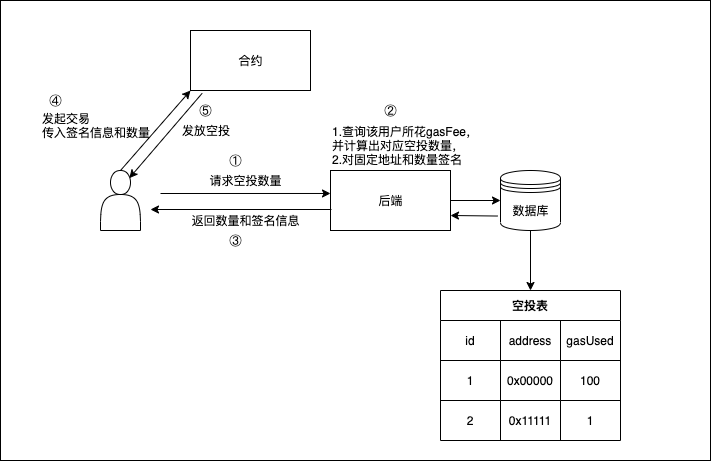 合约
④
发起交易
传入签名信息和数量
⑤
发放空投
②
1.查询该用户所花gasFee，
并计算出对应空投数量，
2.对固定地址和数量签名
①
请求空投数量
后端
数据库
返回数量和签名信息
③
空投表
id address gasUsed
1 0x00000 100
2 0x11111 1